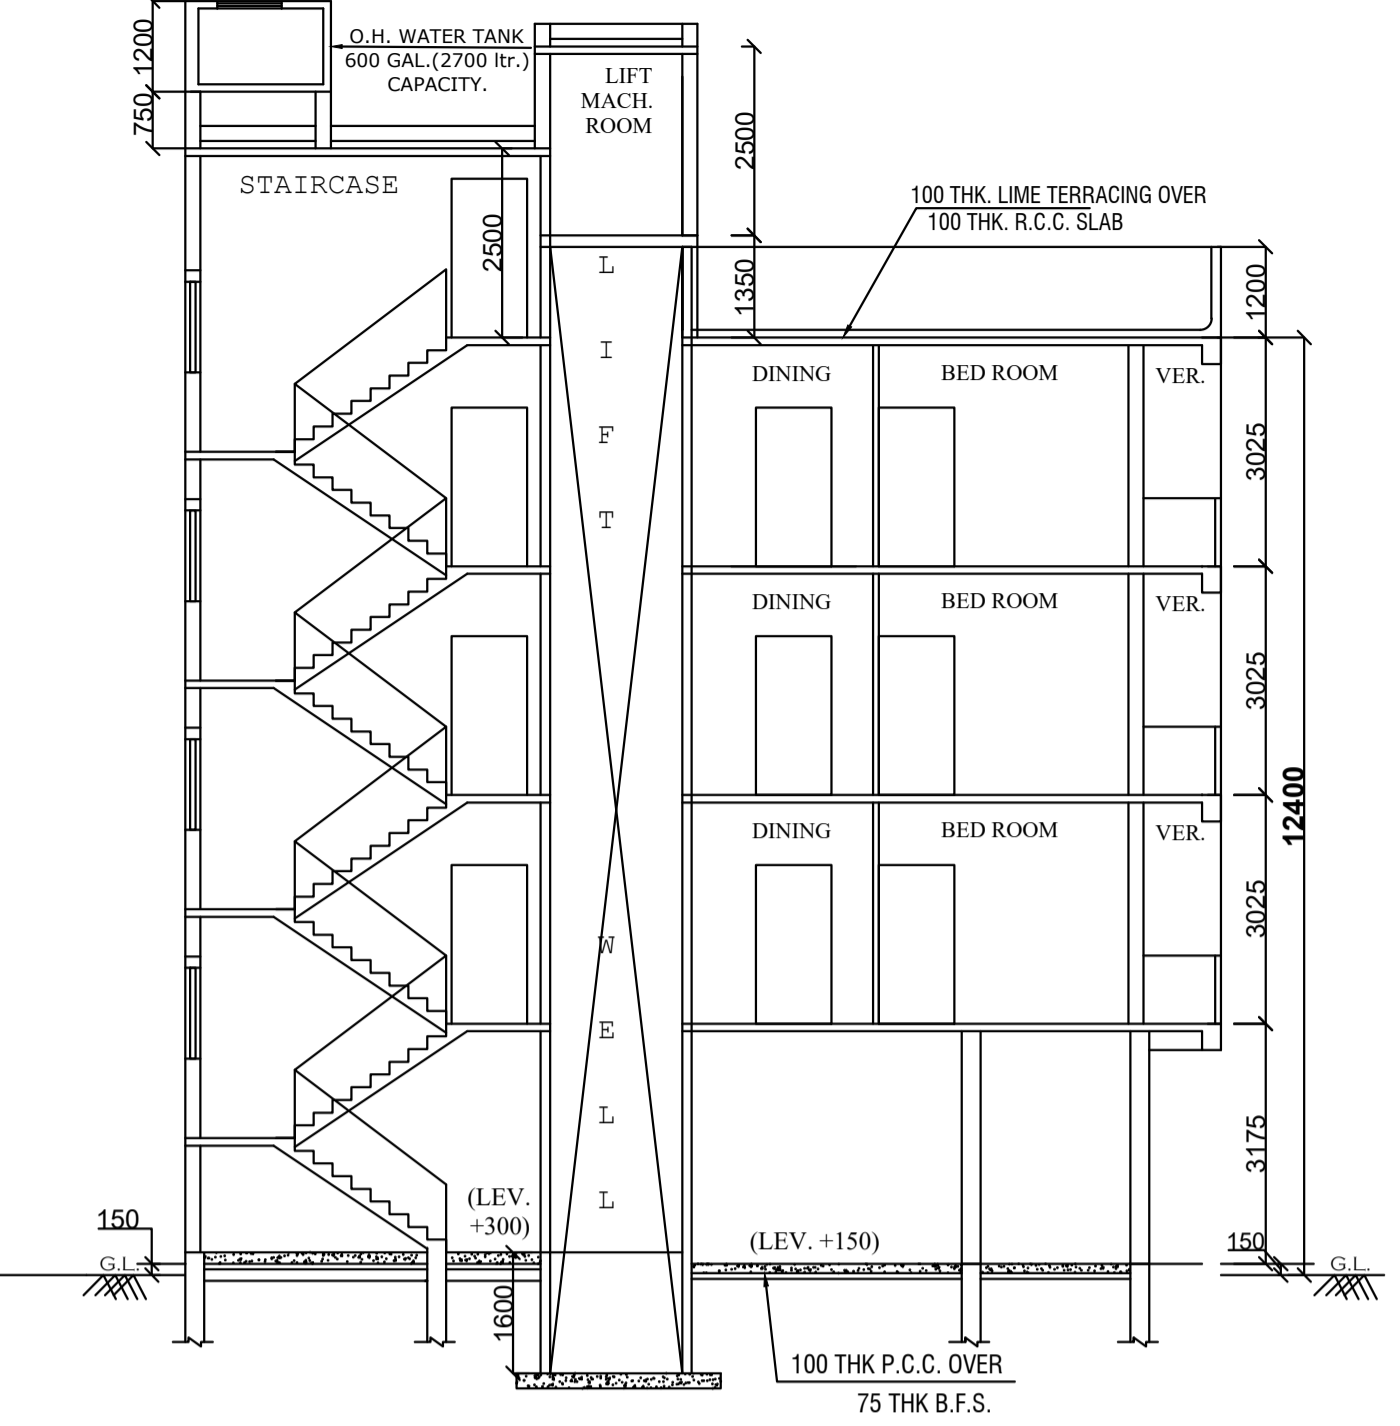 1200
O.H. WATER TANK
600 GAL.(2700 ltr.)
CAPACITY.
750
LIFT
MACH.
ROOM
2500
STAIRCASE
2500
100 THK. LIME TERRACING OVER
100 THK. R.C.C. SLAB
1350
1200
L
I
F
T
DINING
BED ROOM
VER.
3025
DINING
BED ROOM
VER.
3025
12400
DINING
BED ROOM
VER.
3025
W
E
L
L
3175
(LEV.
+300)
(LEV. +150)
150
G.L.
150
G.L.
1600
100 THK P.C.C. OVER
75 THK B.F.S.